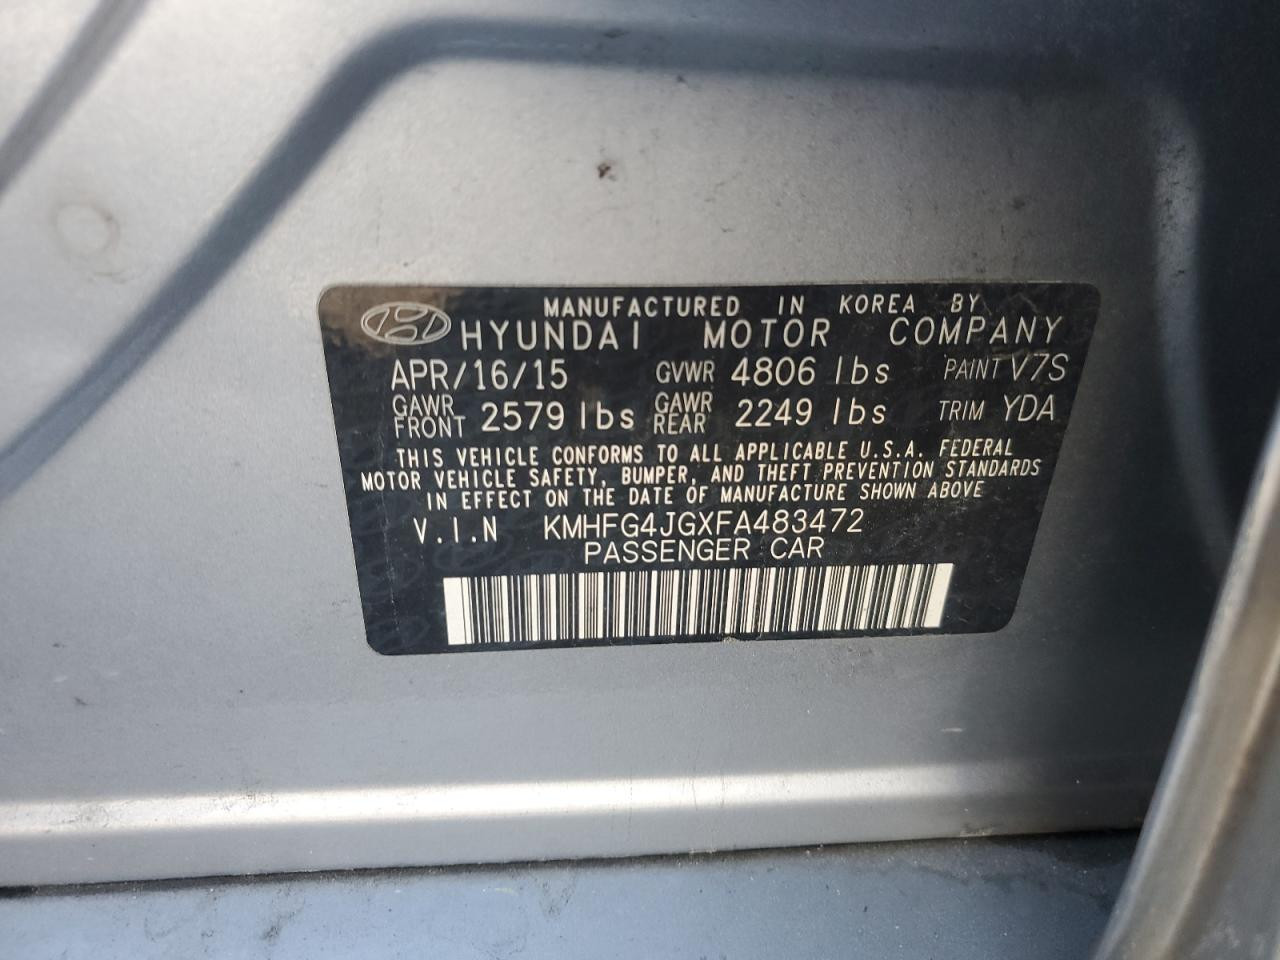 MANUFACTURED IN KOREA BY
HYUNDAI MOTOR COMPANY
APR/16/15 GVWR 4806 lbs PAINT V7S
GAWR FRONT 2579 lbs GAWR REAR 2249 lbs TRIM YDA
THIS VEHICLE CONFORMS TO ALL APPLICABLE U.S.A. FEDERAL
MOTOR VEHICLE SAFETY, BUMPER, AND THEFT PREVENTION STANDARDS
IN EFFECT ON THE DATE OF MANUFACTURE SHOWN ABOVE
V.I.N KMHFG4JGXFA483472
PASSENGER CAR